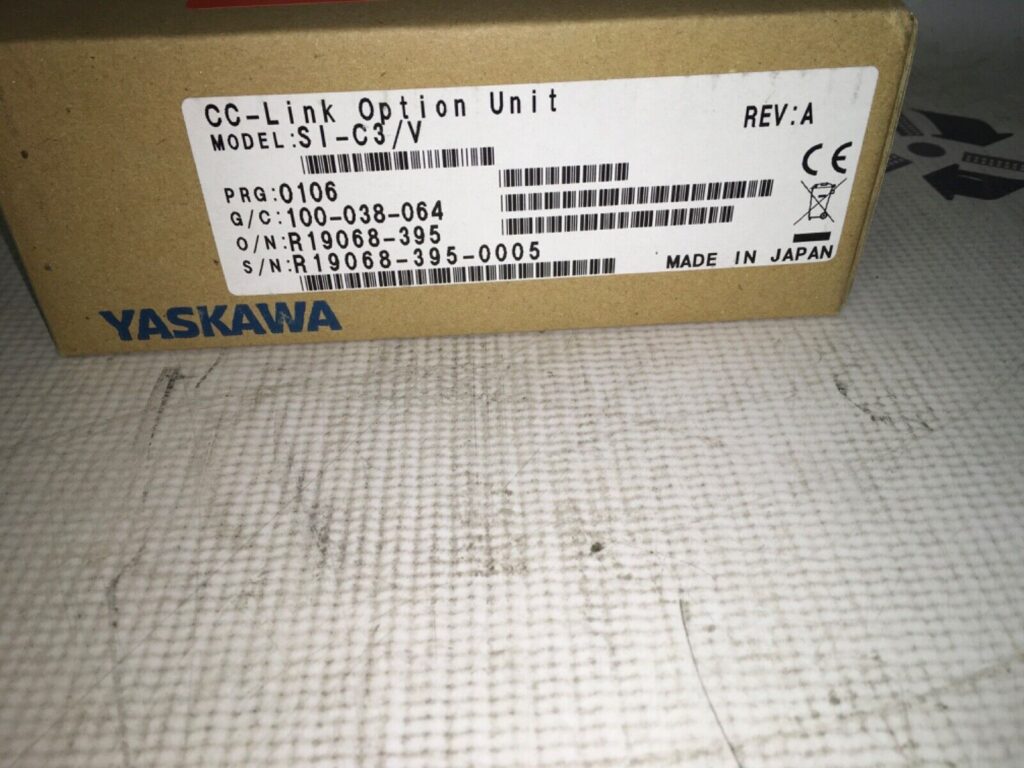 CC-Link Option Unit
REV:A
MODEL:SI-C3/V
PRG:0106
G/C:100-038-064
O/N:R19068-395
S/N:R19068-395-0005
CE
MADE IN JAPAN
YASKAWA